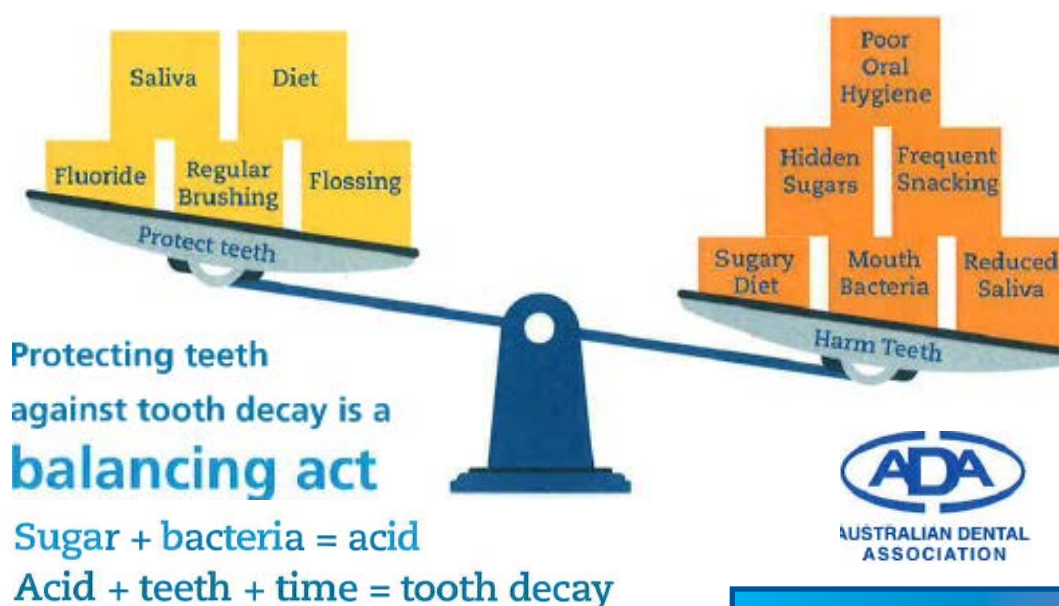 Saliva
Diet
Fluoride
Regular
Brushing
Flossing
Protect teeth
Poor
Oral
Hygiene
Hidden
Sugars
Frequent
Snacking
Sugary
Diet
Mouth
Bacteria
Reduced
Saliva
Harm Teeth
Protecting teeth
against tooth decay is a
balancing act
Sugar + bacteria = acid
Acid + teeth + time = tooth decay
ADA
AUSTRALIAN DENTAL
ASSOCIATION